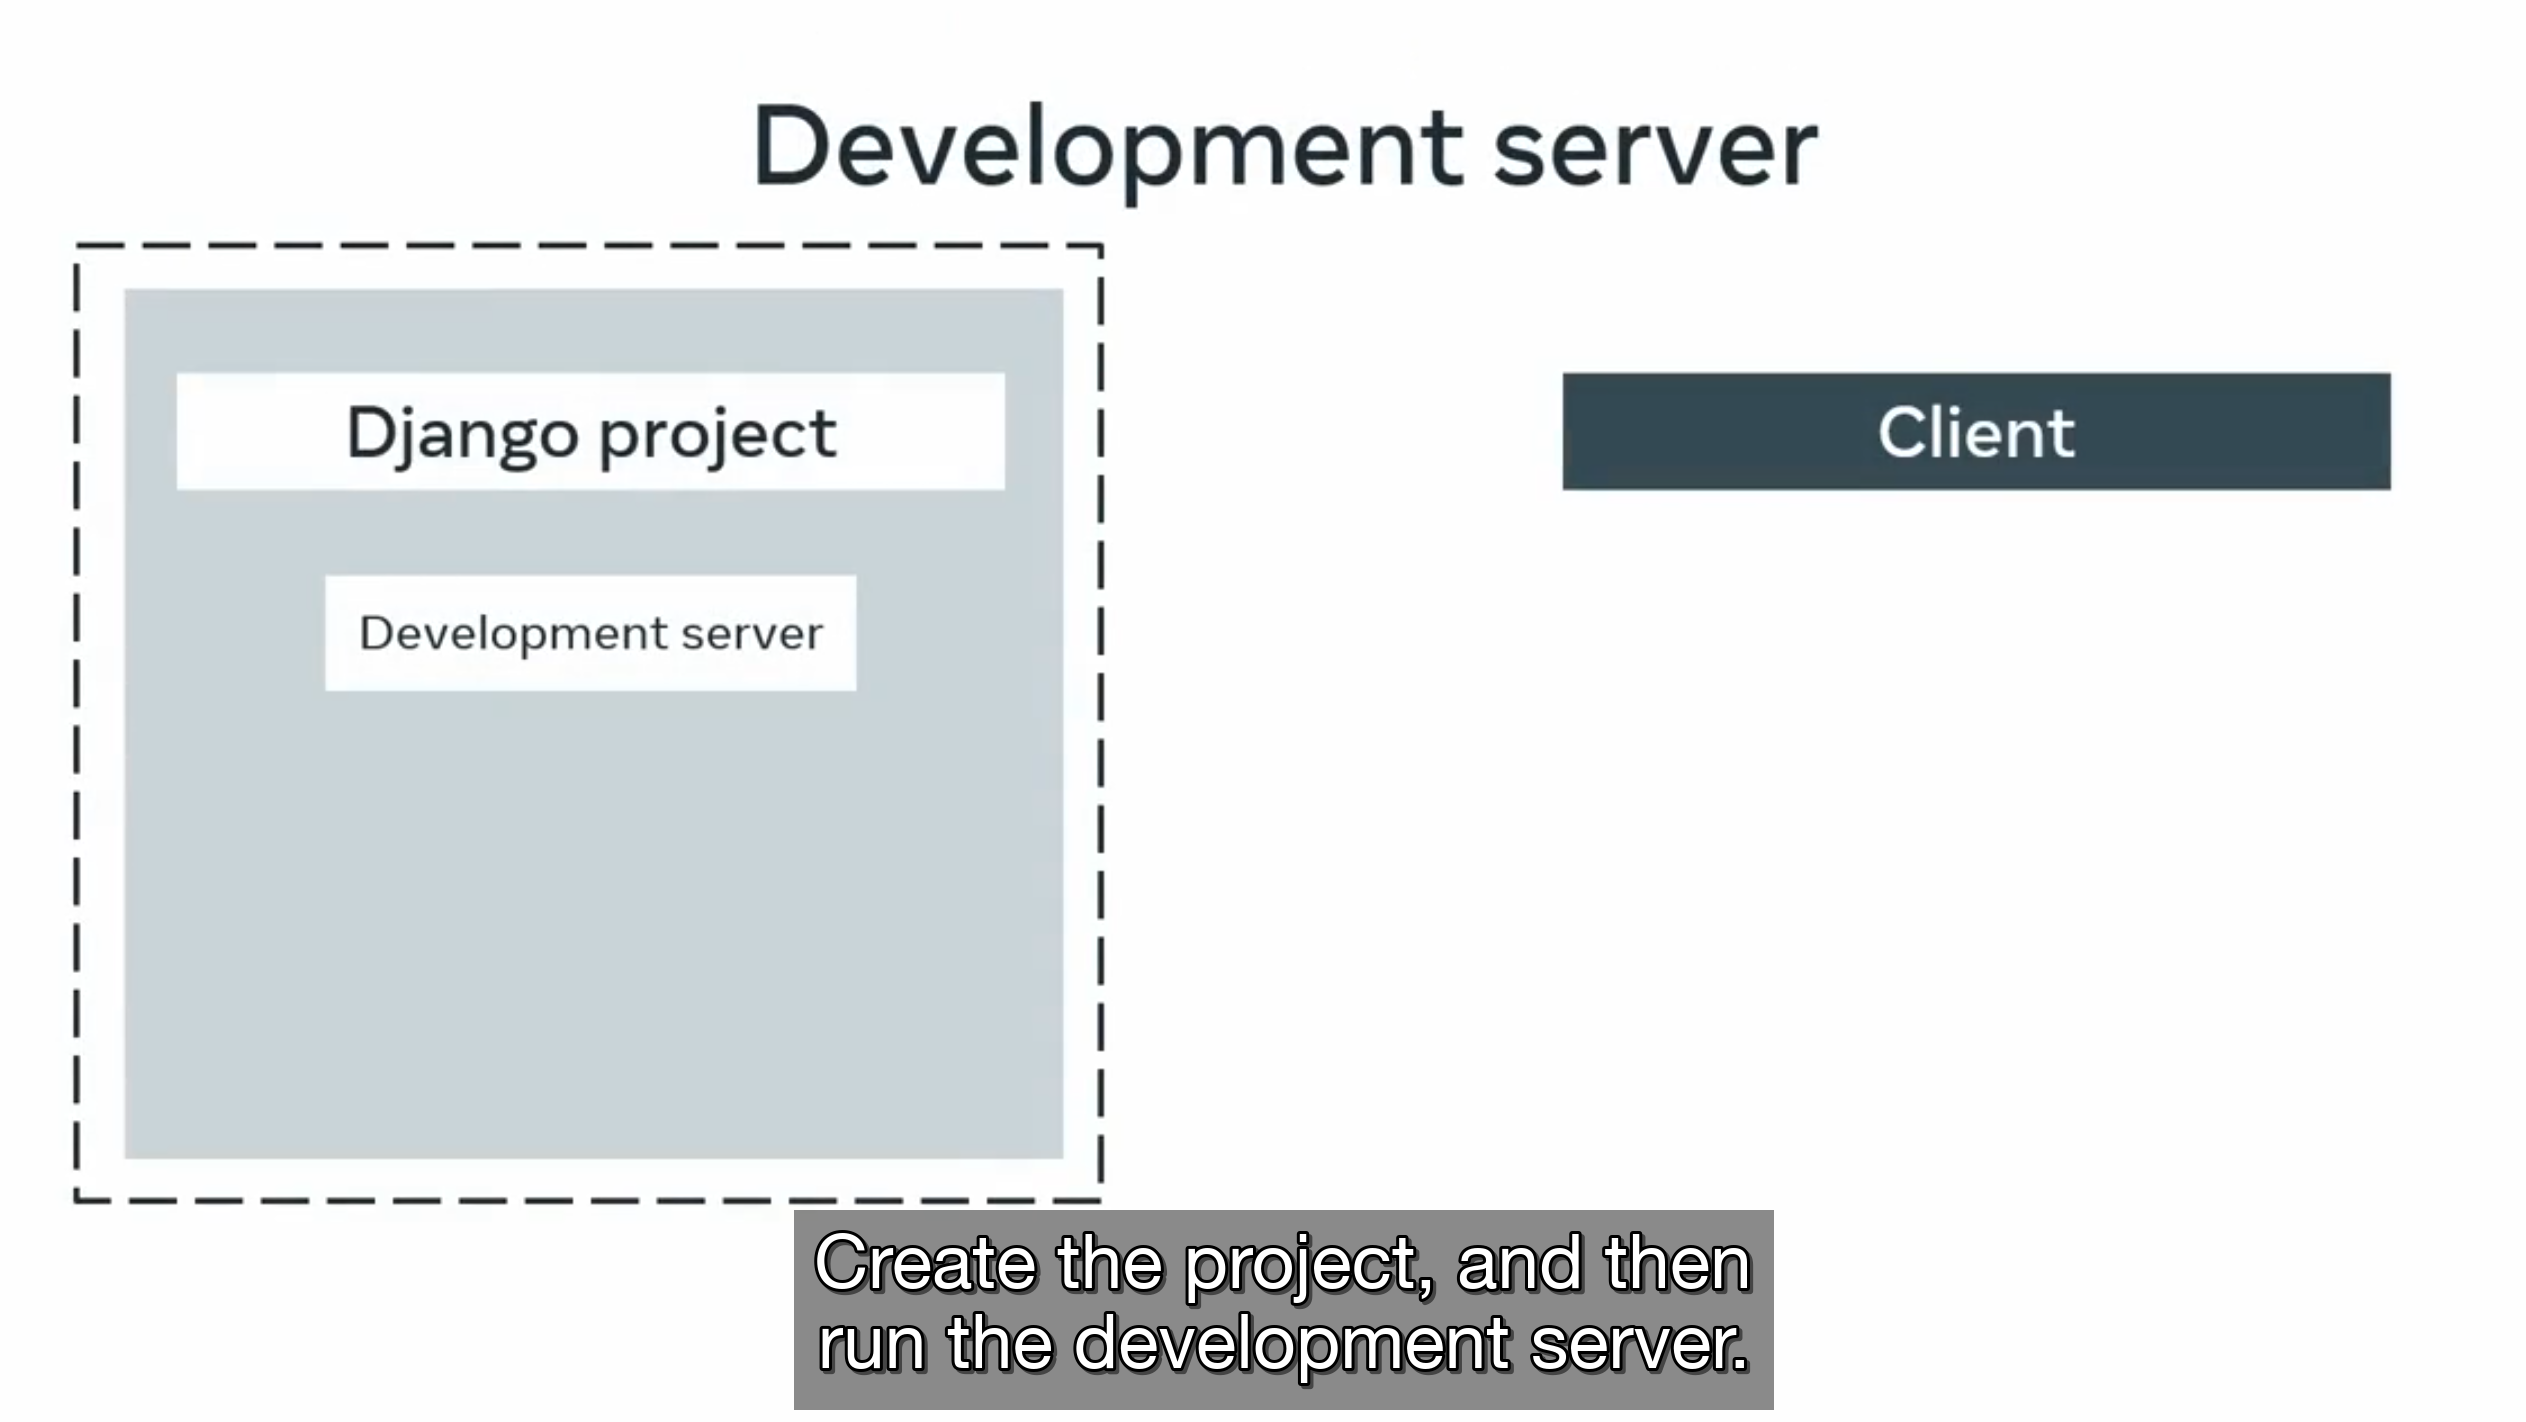 Development server
Django project
Client
Development server
Create the project, and then
run the development server.